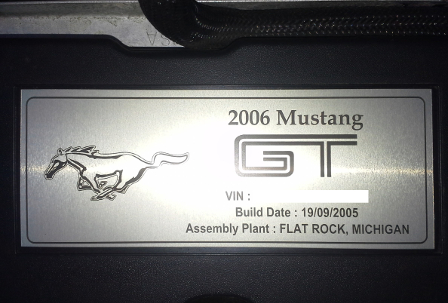 2006 Mustang
GT
VIN :
Build Date : 19/09/2005
Assembly Plant : FLAT ROCK, MICHIGAN